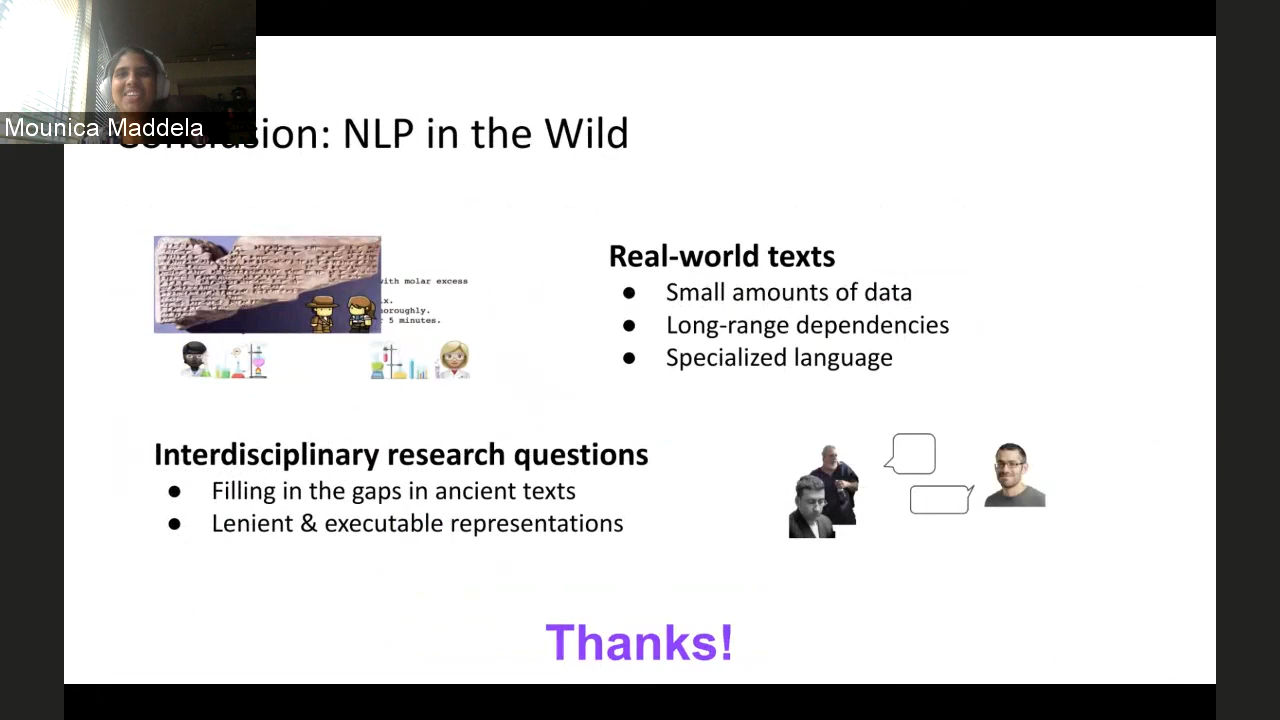 Mounica Maddela
sion: NLP in the Wild
with molar excess
x.
horoughly.
5 minutes.
Real-world texts
● Small amounts of data
● Long-range dependencies
● Specialized language
Interdisciplinary research questions
● Filling in the gaps in ancient texts
● Lenient & executable representations
Thanks!